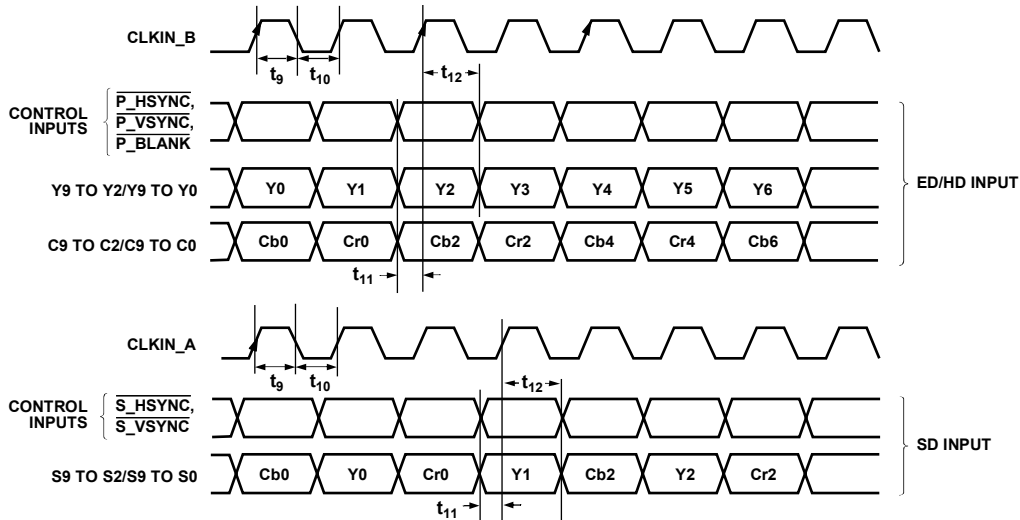 CLKIN_B
t9
t10
t12
CONTROL INPUTS
P_HSYNC,
P_VSYNC,
P_BLANK
Y9 TO Y2/Y9 TO Y0
Y0 Y1 Y2 Y3 Y4 Y5 Y6
ED/HD INPUT
C9 TO C2/C9 TO C0
Cb0 Cr0 Cb2 Cr2 Cb4 Cr4 Cb6
t11
CLKIN_A
t9
t10
t12
CONTROL INPUTS
S_HSYNC,
S_VSYNC
SD INPUT
S9 TO S2/S9 TO S0
Cb0 Y0 Cr0 Y1 Cb2 Y2 Cr2
t11